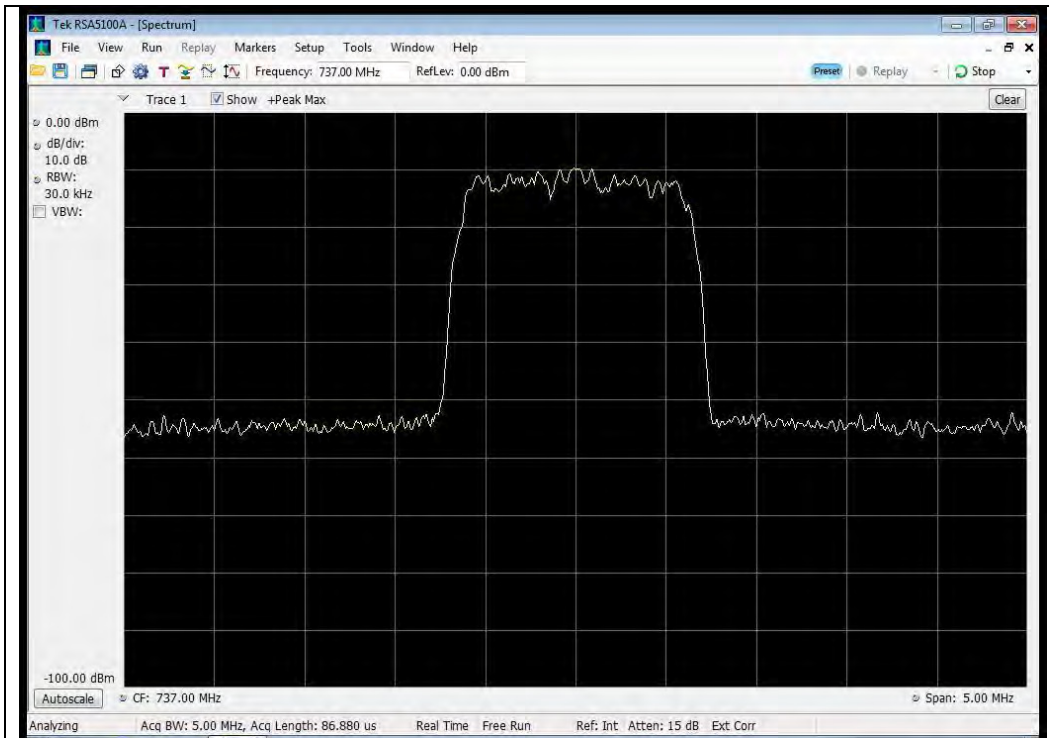 Tek RSA5100A - [Spectrum]
File View Run Replay Markers Setup Tools Window Help
T Frequency: 737.00 MHz RefLev: 0.00 dBm Preset Replay Stop
Trace 1 Show +Peak Max Clear
0.00 dBm
dB/div:
10.0 dB
RBW:
30.0 kHz
VBW:
-100.00 dBm
Autoscale CF: 737.00 MHz Span: 5.00 MHz
Analyzing Acq BW: 5.00 MHz, Acq Length: 86.880 us Real Time Free Run Ref: Int Atten: 15 dB Ext Corr